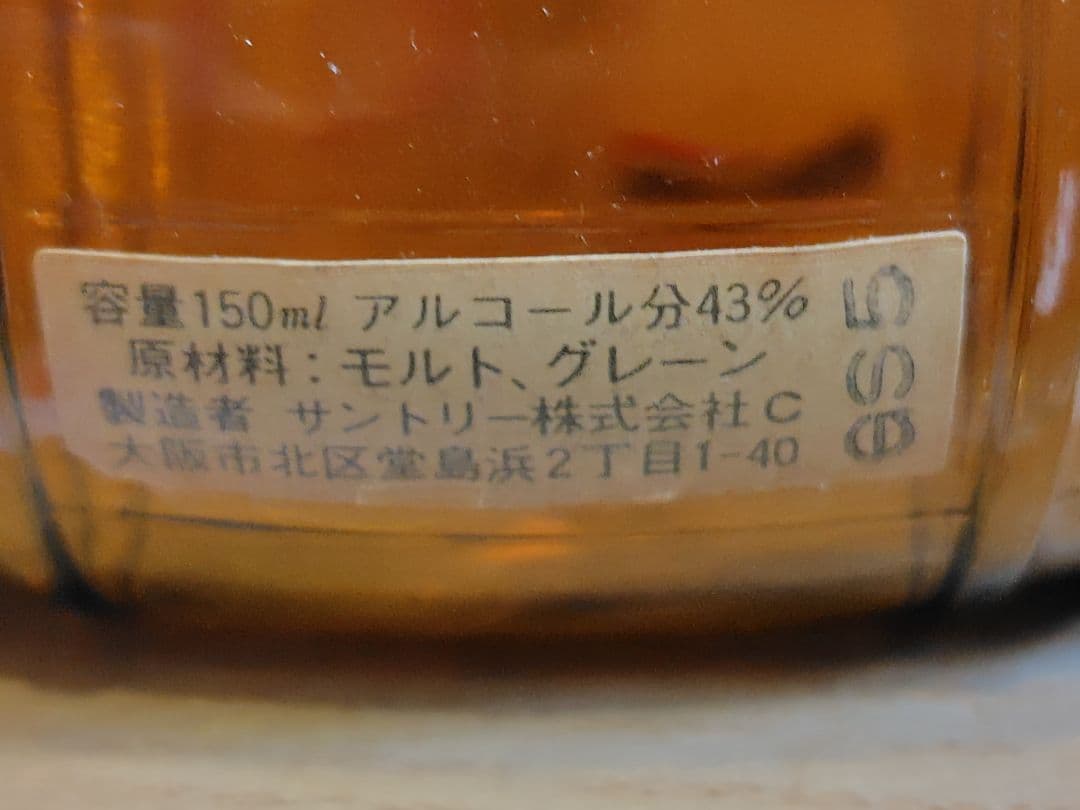 容量150ml アルコール分43%
原材料：モルト、グレーン
製造者 サントリー株式会社C
大阪市北区堂島浜2丁目1-40